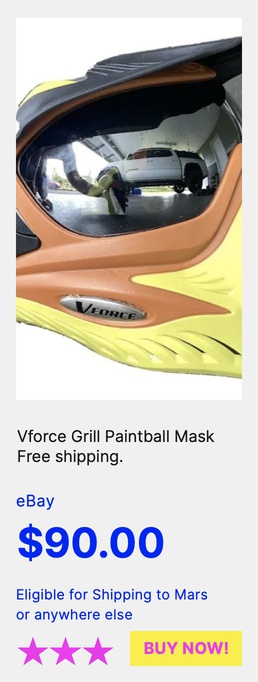 VFORCE
Vforce Grill Paintball Mask
Free shipping.
eBay
$90.00
Eligible for Shipping to Mars
or anywhere else
BUY NOW!